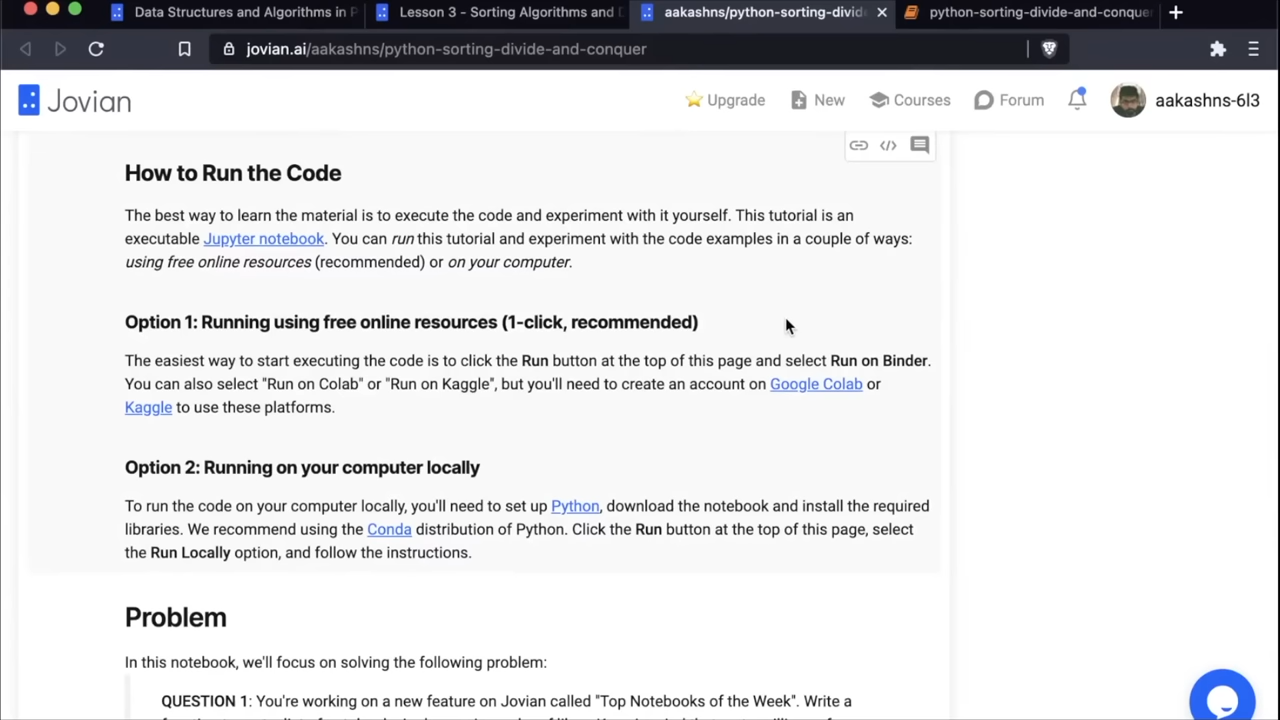 Data Structures and Algorithms in P
Lesson 3 - Sorting Algorithms and D
aakashns/python-sorting-divide
python-sorting-divide-and-conquer
jovian.ai/aakashns/python-sorting-divide-and-conquer
Jovian
Upgrade
New
Courses
Forum
aakashns-6l3
How to Run the Code
The best way to learn the material is to execute the code and experiment with it yourself. This tutorial is an
executable Jupyter notebook. You can run this tutorial and experiment with the code examples in a couple of ways:
using free online resources (recommended) or on your computer.
Option 1: Running using free online resources (1-click, recommended)
The easiest way to start executing the code is to click the Run button at the top of this page and select Run on Binder.
You can also select "Run on Colab" or "Run on Kaggle", but you'll need to create an account on Google Colab or
Kaggle to use these platforms.
Option 2: Running on your computer locally
To run the code on your computer locally, you'll need to set up Python, download the notebook and install the required
libraries. We recommend using the Conda distribution of Python. Click the Run button at the top of this page, select
the Run Locally option, and follow the instructions.
Problem
In this notebook, we'll focus on solving the following problem:
QUESTION 1: You're working on a new feature on Jovian called "Top Notebooks of the Week". Write a